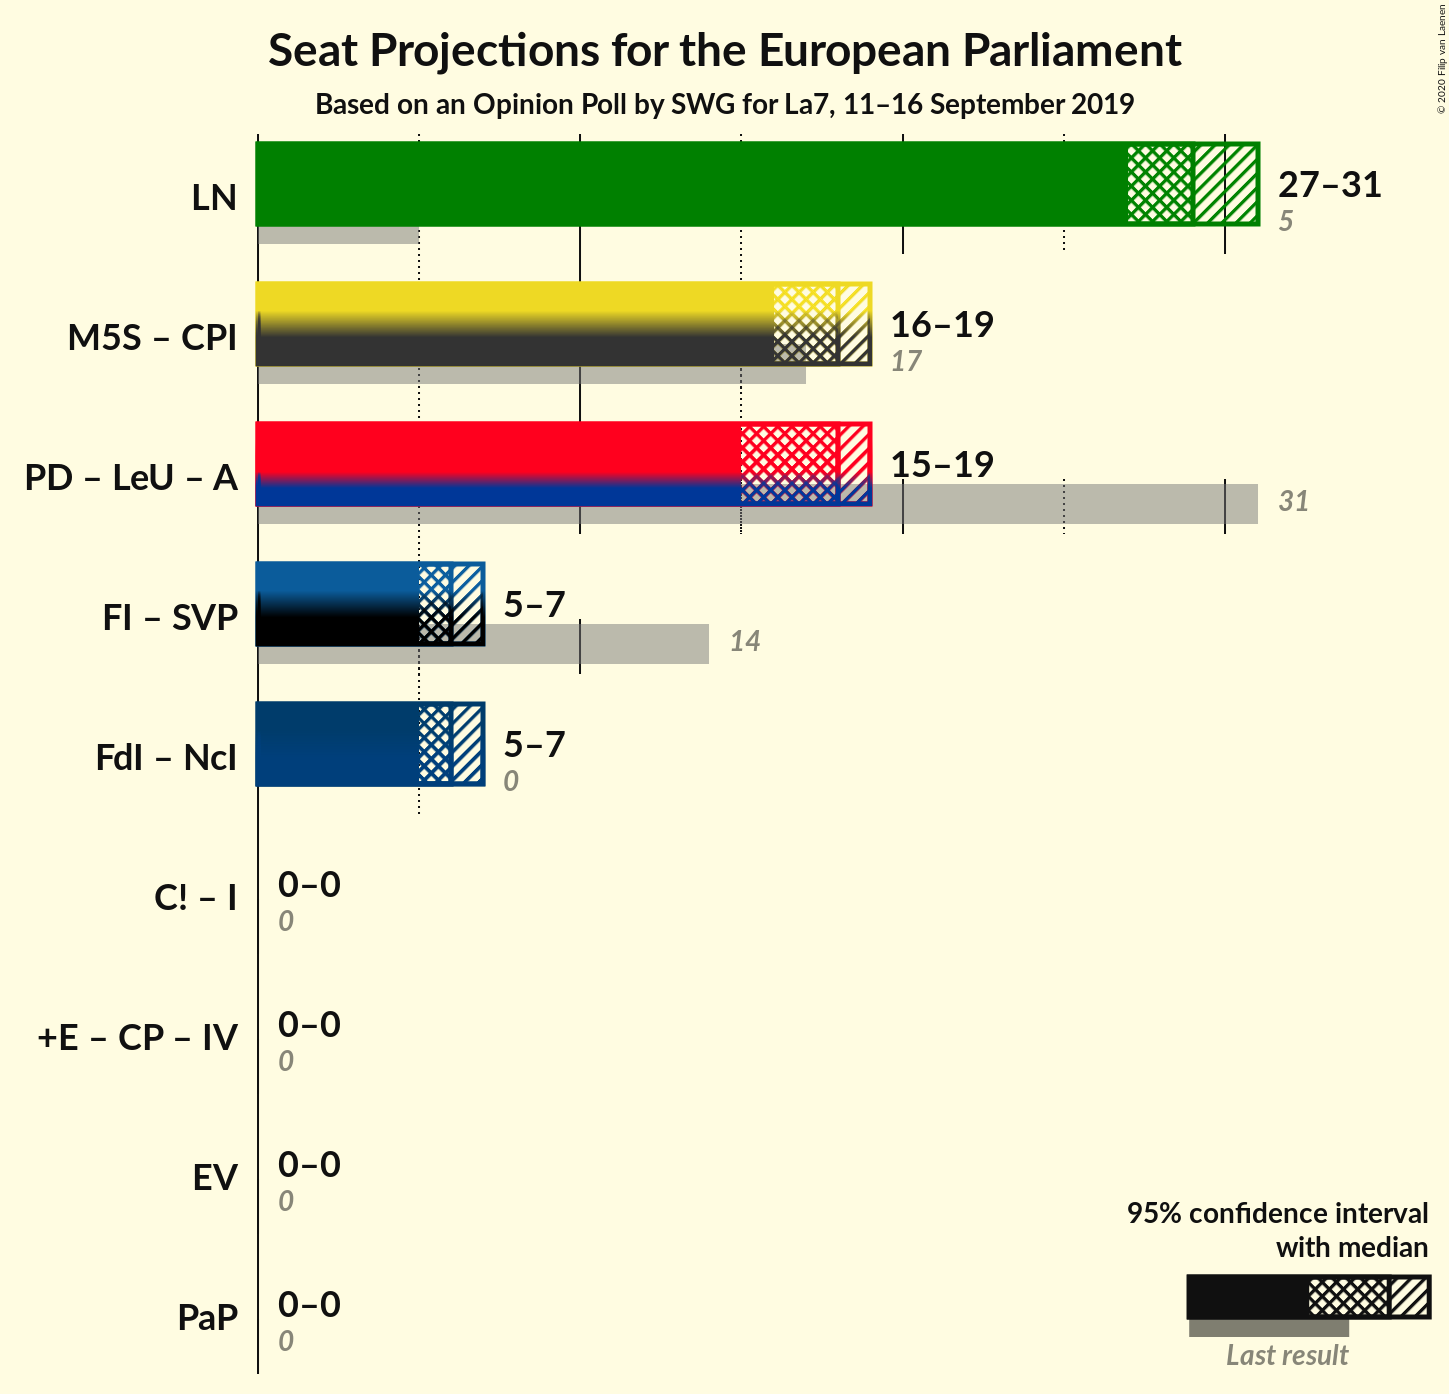 Seat Projections for the European Parliament
Based on an Opinion Poll by SWG for La7, 11–16 September 2019
© 2020 Filip van Laenen
LN
27–31
5
M5S – CPI
16–19
17
PD – LeU – A
15–19
31
FI – SVP
5–7
14
FdI – NcI
5–7
0
C! – I
0–0
0
+E – CP – IV
0–0
0
EV
0–0
0
PaP
0–0
0
95% confidence interval
with median
Last result